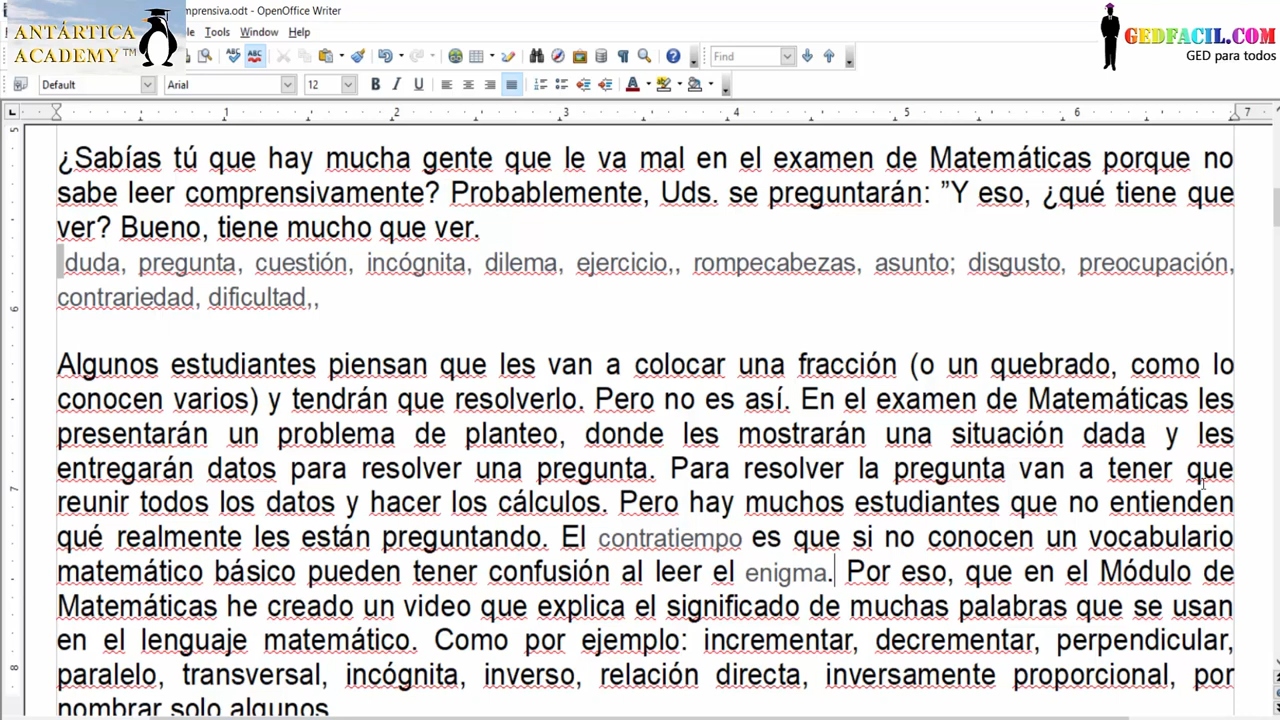 ANTÁRTICA
ACADEMY™
mprensiva.odt - OpenOffice Writer
Tools Window Help
Find
GEDFACIL.COM
GED para todos
Default Arial 12 B I U
1 2 3 4 5 6 7
¿Sabías tú que hay mucha gente que le va mal en el examen de Matemáticas porque no
sabe leer comprensivamente? Probablemente, Uds. se preguntarán: ”Y eso, ¿qué tiene que
ver? Bueno, tiene mucho que ver.
duda, pregunta, cuestión, incógnita, dilema, ejercicio,, rompecabezas, asunto; disgusto, preocupación,
contrariedad, dificultad,,
Algunos estudiantes piensan que les van a colocar una fracción (o un quebrado, como lo
conocen varios) y tendrán que resolverlo. Pero no es así. En el examen de Matemáticas les
presentarán un problema de planteo, donde les mostrarán una situación dada y les
entregarán datos para resolver una pregunta. Para resolver la pregunta van a tener que
reunir todos los datos y hacer los cálculos. Pero hay muchos estudiantes que no entienden
qué realmente les están preguntando. El contratiempo es que si no conocen un vocabulario
matemático básico pueden tener confusión al leer el enigma. Por eso, que en el Módulo de
Matemáticas he creado un video que explica el significado de muchas palabras que se usan
en el lenguaje matemático. Como por ejemplo: incrementar, decrementar, perpendicular,
paralelo, transversal, incógnita, inverso, relación directa, inversamente proporcional, por
nombrar solo algunos